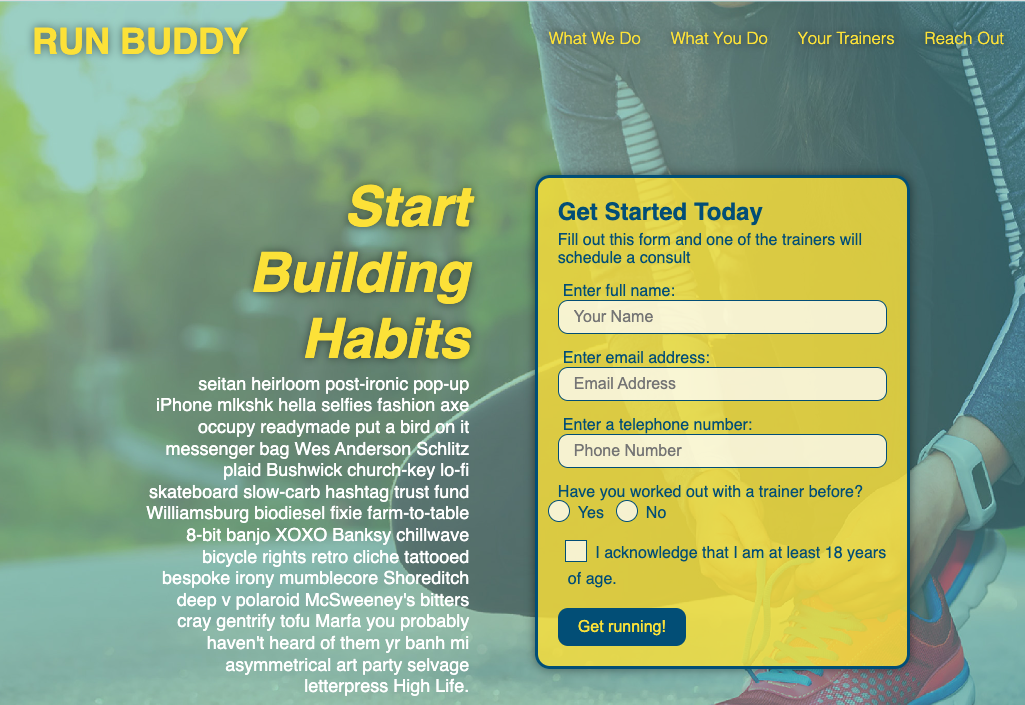 RUN BUDDY
What We Do
What You Do
Your Trainers
Reach Out
Start
Building
Habits
seitan heirloom post-ironic pop-up
iPhone mlkshk hella selfies fashion axe
occupy readymade put a bird on it
messenger bag Wes Anderson Schlitz
plaid Bushwick church-key lo-fi
skateboard slow-carb hashtag trust fund
Williamsburg biodiesel fixie farm-to-table
8-bit banjo XOXO Banksy chillwave
bicycle rights retro cliche tattooed
bespoke irony mumblecore Shoreditch
deep v polaroid McSweeney's bitters
cray gentrify tofu Marfa you probably
haven't heard of them yr banh mi
asymmetrical art party selvage
letterpress High Life.
Get Started Today
Fill out this form and one of the trainers will
schedule a consult
Enter full name:
Your Name
Enter email address:
Email Address
Enter a telephone number:
Phone Number
Have you worked out with a trainer before?
Yes No
I acknowledge that I am at least 18 years
of age.
Get running!